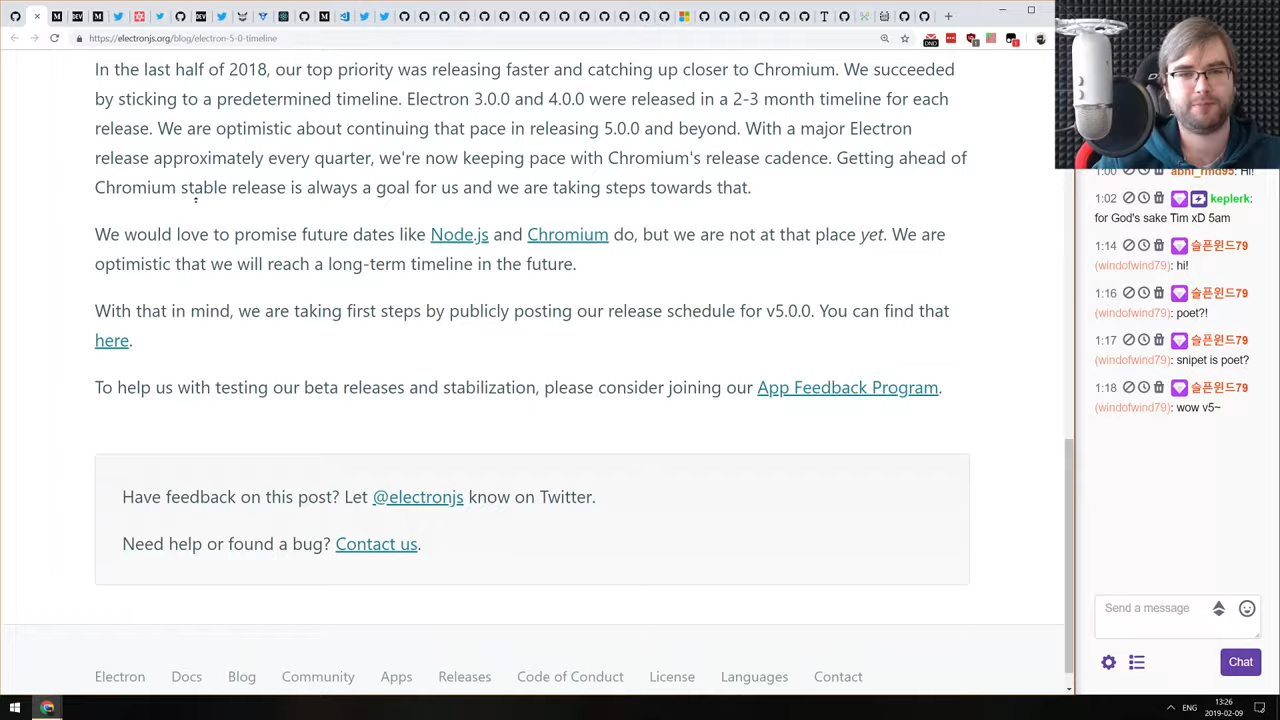 https://electronjs.org/blog/electron-5-0-timeline
In the last half of 2018, our top priority was releasing faster and catching up closer to Chromium. We succeeded
by sticking to a predetermined timeline. Electron 3.0.0 and 4.0.0 were released in a 2-3 month timeline for each
release. We are optimistic about continuing that pace in releasing 5.0.0 and beyond. With a major Electron
release approximately every quarter, we're now keeping pace with Chromium's release cadence. Getting ahead of
Chromium stable release is always a goal for us and we are taking steps towards that.
We would love to promise future dates like Node.js and Chromium do, but we are not at that place yet. We are
optimistic that we will reach a long-term timeline in the future.
With that in mind, we are taking first steps by publicly posting our release schedule for v5.0.0. You can find that
here.
To help us with testing our beta releases and stabilization, please consider joining our App Feedback Program.
Have feedback on this post? Let @electronjs know on Twitter.
Need help or found a bug? Contact us.
Electron Docs Blog Community Apps Releases Code of Conduct License Languages Contact
1:00 abhi_rmd95: Hi!
1:02 keplerk:
for God's sake Tim xD 5am
1:14 슬픈윈드79
(windofwind79): hi!
1:16 슬픈윈드79
(windofwind79): poet?!
1:17 슬픈윈드79
(windofwind79): snipet is poet?
1:18 슬픈윈드79
(windofwind79): wow v5~
Send a message
Chat
ENG
13:26
2019-02-09